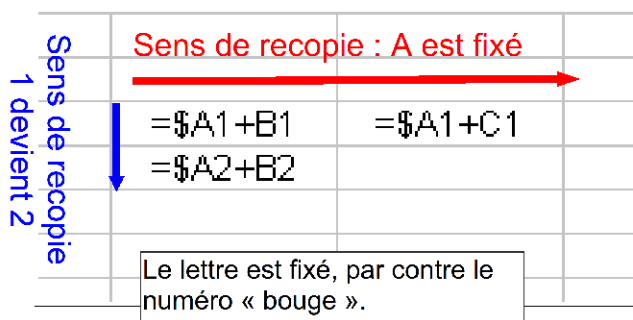 Sens de recopie : A est fixé
Sens de recopie
1 devient 2
=$A1+B1 =$A1+C1
=$A2+B2
Le lettre est fixé, par contre le
numéro « bouge ».